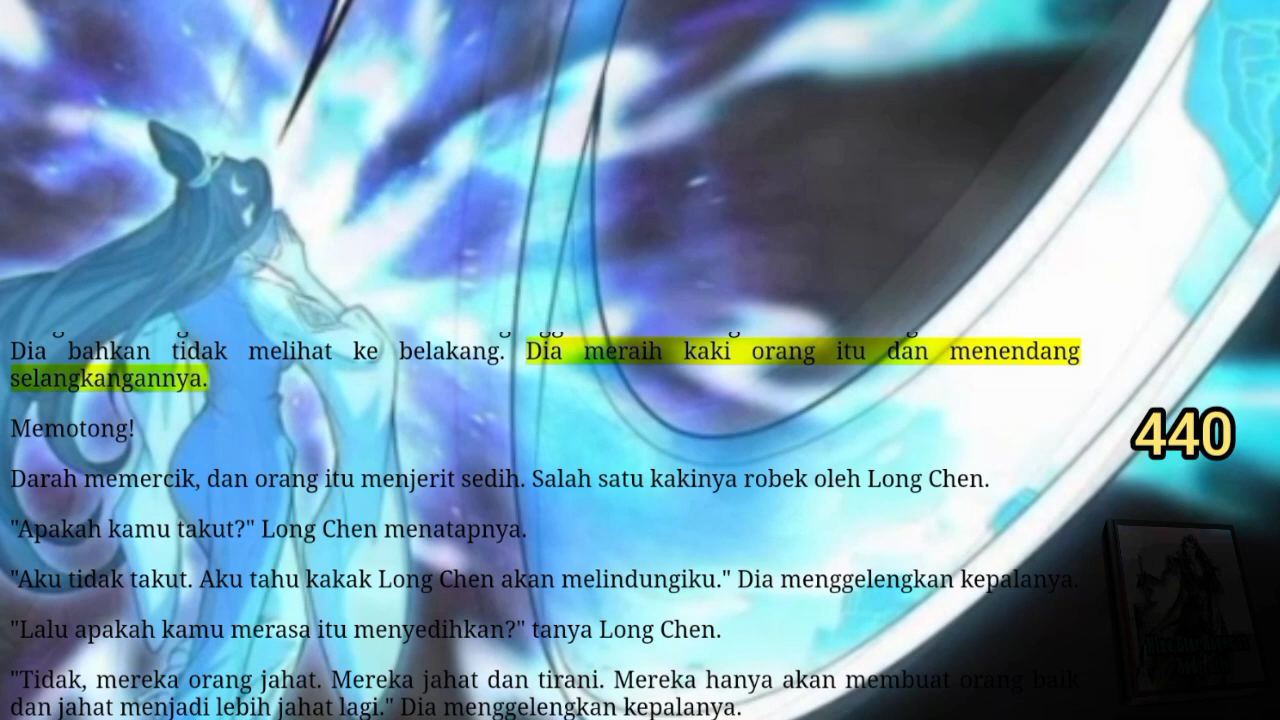 Dia bahkan tidak melihat ke belakang. Dia meraih kaki orang itu dan menendang
selangkangannya.
Memotong!
Darah memercik, dan orang itu menjerit sedih. Salah satu kakinya robek oleh Long Chen.
"Apakah kamu takut?" Long Chen menatapnya.
"Aku tidak takut. Aku tahu kakak Long Chen akan melindungiku." Dia menggelengkan kepalanya.
"Lalu apakah kamu merasa itu menyedihkan?" tanya Long Chen.
"Tidak, mereka orang jahat. Mereka jahat dan tirani. Mereka hanya akan membuat orang baik
dan jahat menjadi lebih jahat lagi." Dia menggelengkan kepalanya.
440